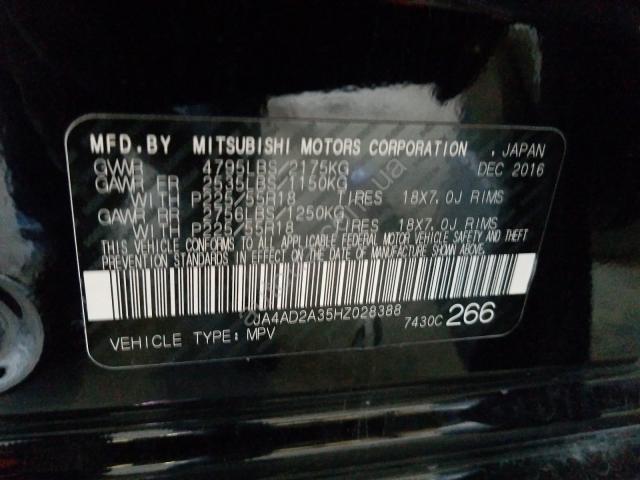 MFD.BY MITSUBISHI MOTORS CORPORATION , JAPAN
GVWR 4795LBS/2175KG DEC 2016
GAWR FR 2535LBS/1150KG
WITH P225/55R18 TIRES 18X7.0J RIMS
GAWR RR 2756LBS/1250KG
WITH P225/55R18 TIRES 18X7.0J RIMS
THIS VEHICLE CONFORMS TO ALL APPLICABLE FEDERAL MOTOR VEHICLE SAFETY AND THEFT
PREVENTION STANDARDS IN EFFECT ON THE DATE OF MANUFACTURE SHOWN ABOVE.
JA4AD2A35HZ028388 7430C 266
VEHICLE TYPE: MPV